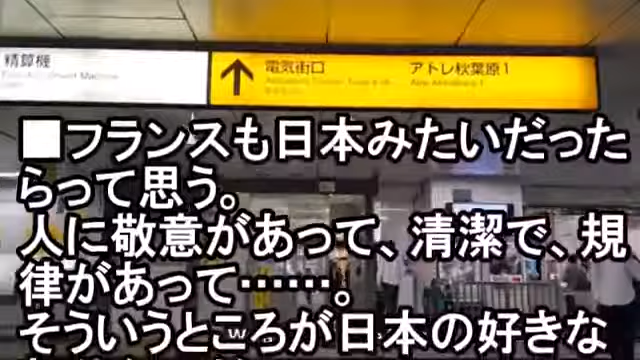 精算機
電気街口 アトレ秋葉原1
■フランスも日本みたいだった
らって思う。
人に敬意があって、清潔で、規
律があって……。
そういうところが日本の好きな